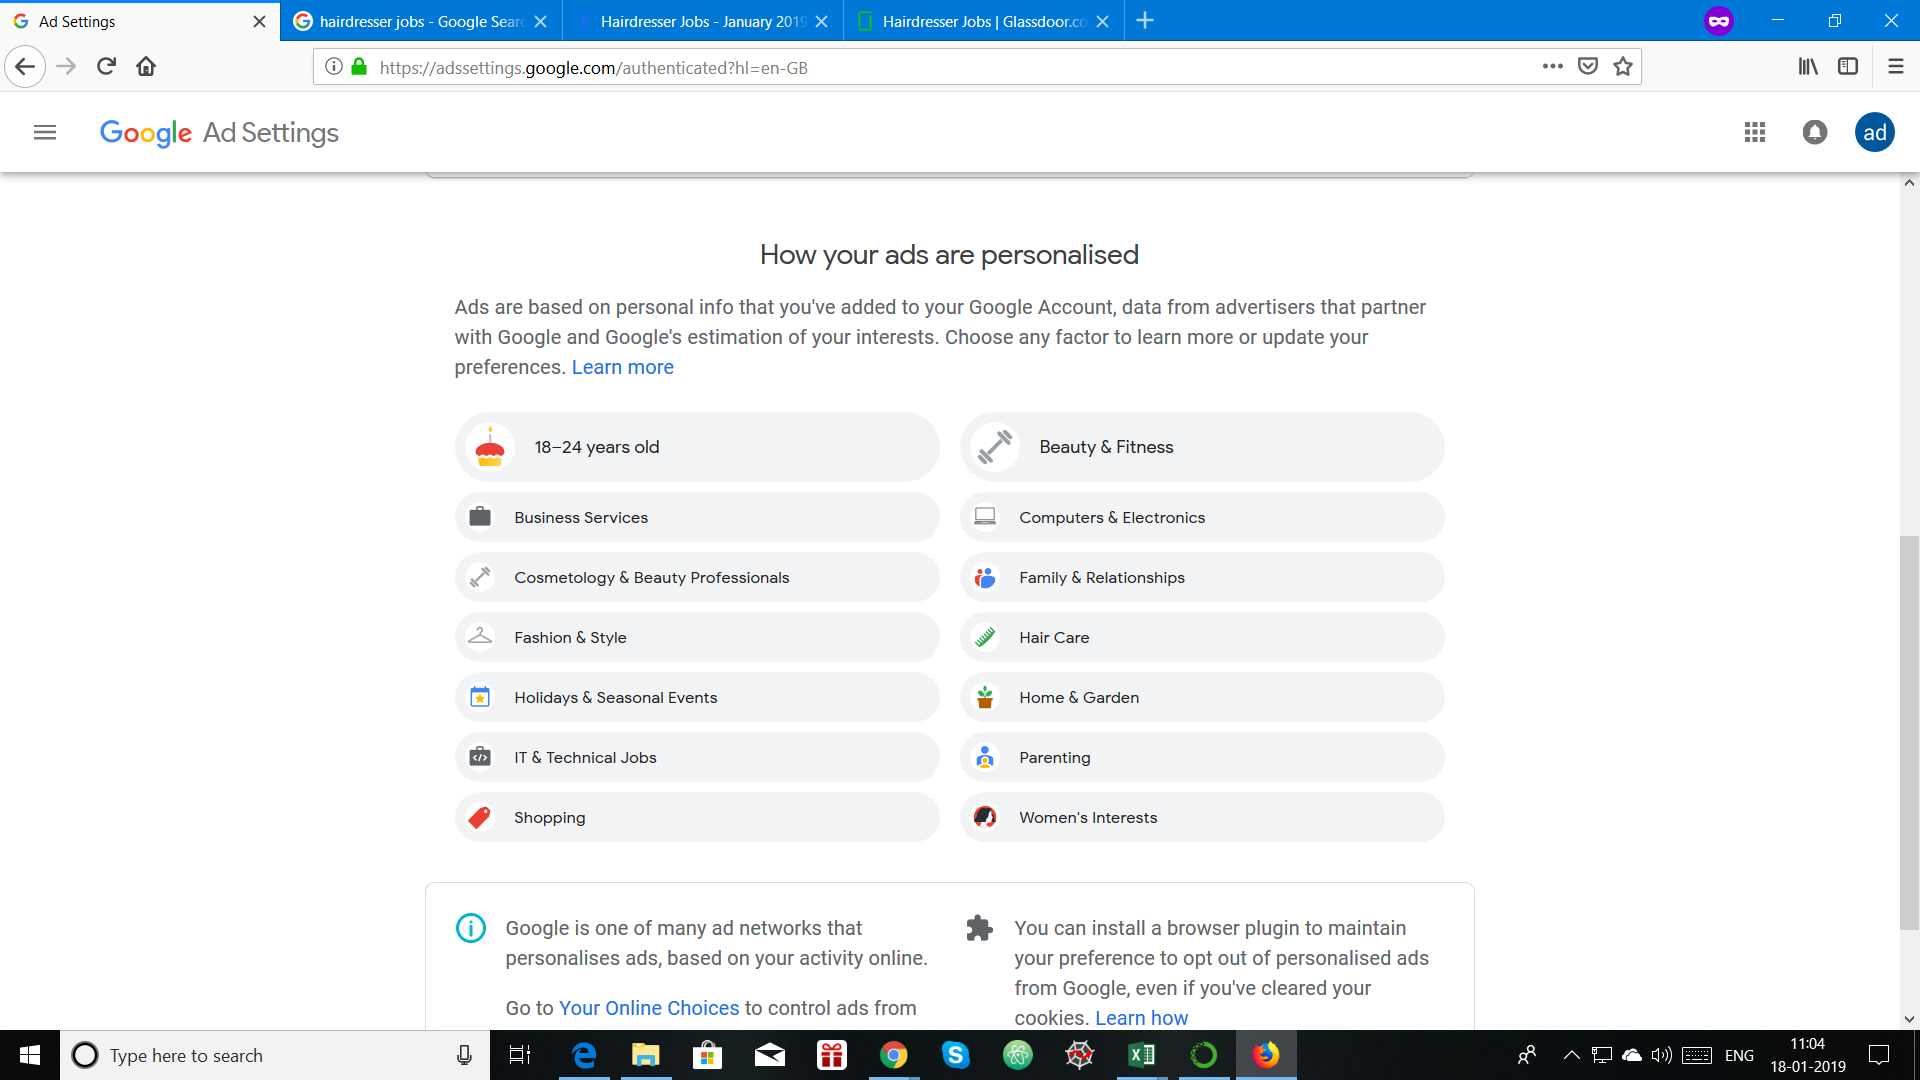 Ad Settings
hairdresser jobs - Google Sear
Hairdresser Jobs - January 2019
Hairdresser Jobs | Glassdoor.co
https://adssettings.google.com/authenticated?hl=en-GB
Google Ad Settings
ad
How your ads are personalised
Ads are based on personal info that you've added to your Google Account, data from advertisers that partner
with Google and Google's estimation of your interests. Choose any factor to learn more or update your
preferences. Learn more
18–24 years old
Beauty & Fitness
Business Services
Computers & Electronics
Cosmetology & Beauty Professionals
Family & Relationships
Fashion & Style
Hair Care
Holidays & Seasonal Events
Home & Garden
IT & Technical Jobs
Parenting
Shopping
Women's Interests
Google is one of many ad networks that
personalises ads, based on your activity online.
Go to Your Online Choices to control ads from
You can install a browser plugin to maintain
your preference to opt out of personalised ads
from Google, even if you've cleared your
cookies. Learn how
Type here to search
ENG
11:04
18-01-2019